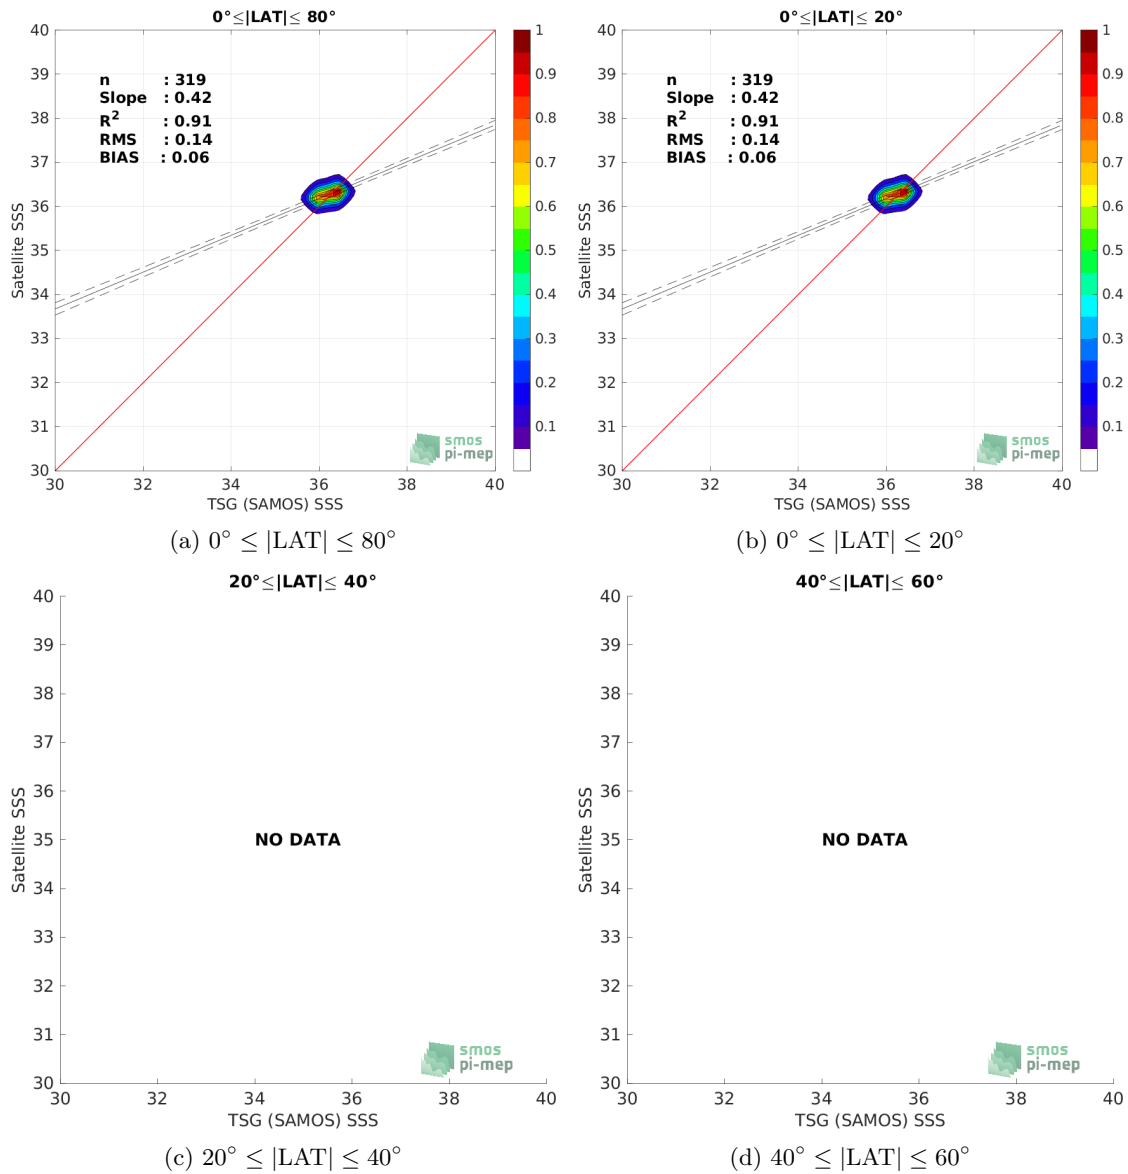 0°≤|LAT|≤ 80°
40
39
38
37
36
35
34
33
32
31
30
Satellite SSS
n : 319
Slope : 0.42
R² : 0.91
RMS : 0.14
BIAS : 0.06
smos
pi-mep
30 32 34 36 38 40
TSG (SAMOS) SSS
1
0.9
0.8
0.7
0.6
0.5
0.4
0.3
0.2
0.1
(a) 0° ≤ |LAT| ≤ 80°
0°≤|LAT|≤ 20°
40
39
38
37
36
35
34
33
32
31
30
Satellite SSS
n : 319
Slope : 0.42
R² : 0.91
RMS : 0.14
BIAS : 0.06
smos
pi-mep
30 32 34 36 38 40
TSG (SAMOS) SSS
1
0.9
0.8
0.7
0.6
0.5
0.4
0.3
0.2
0.1
(b) 0° ≤ |LAT| ≤ 20°
20°≤|LAT|≤ 40°
40
39
38
37
36
35
34
33
32
31
30
Satellite SSS
NO DATA
smos
pi-mep
30 32 34 36 38 40
TSG (SAMOS) SSS
(c) 20° ≤ |LAT| ≤ 40°
40°≤|LAT|≤ 60°
40
39
38
37
36
35
34
33
32
31
30
Satellite SSS
NO DATA
smos
pi-mep
30 32 34 36 38 40
TSG (SAMOS) SSS
(d) 40° ≤ |LAT| ≤ 60°